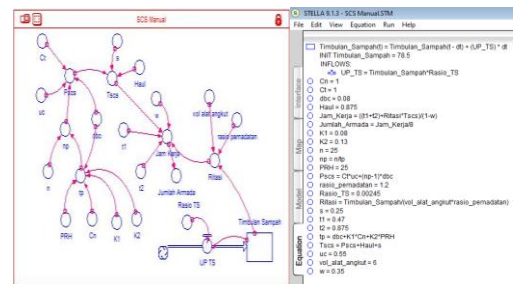 SCS Manual
Ct
s
Haul
Pscs
Tscs
uc
w
vol alat angkut
np
dbc
t1
Jam Kerja
rasio pemadatan
n
tp
t2
Jumlah Armada
Ritasi
Rasio TS
Timbulan Sampah
PRH
Cn
K1
K2
UP TS
STELLA 9.1.3 - SCS Manual.STM
File Edit View Equation Run Help
Interface
Map
Model
Equation
Timbulan_Sampah(t) = Timbulan_Sampah(t - dt) + (UP_TS) * dt
INIT Timbulan_Sampah = 78.5
INFLOWS:
UP_TS = Timbulan_Sampah*Rasio_TS
Cn = 1
Ct = 1
dbc = 0.08
Haul = 0.875
Jam_Kerja = ((t1+t2)+Ritasi*Tscs)/(1-w)
Jumlah_Armada = Jam_Kerja/8
K1 = 0.08
K2 = 0.13
n = 25
np = n/tp
PRH = 25
Pscs = Ct*uc+(np-1)*dbc
rasio_pemadatan = 1.2
Rasio_TS = 0.00245
Ritasi = Timbulan_Sampah/(vol_alat_angkut*rasio_pemadatan)
s = 0.25
t1 = 0.47
t2 = 0.875
tp = dbc+K1*Cn+K2*PRH
Tscs = Pscs+Haul+s
uc = 0.55
vol_alat_angkut = 6
w = 0.35